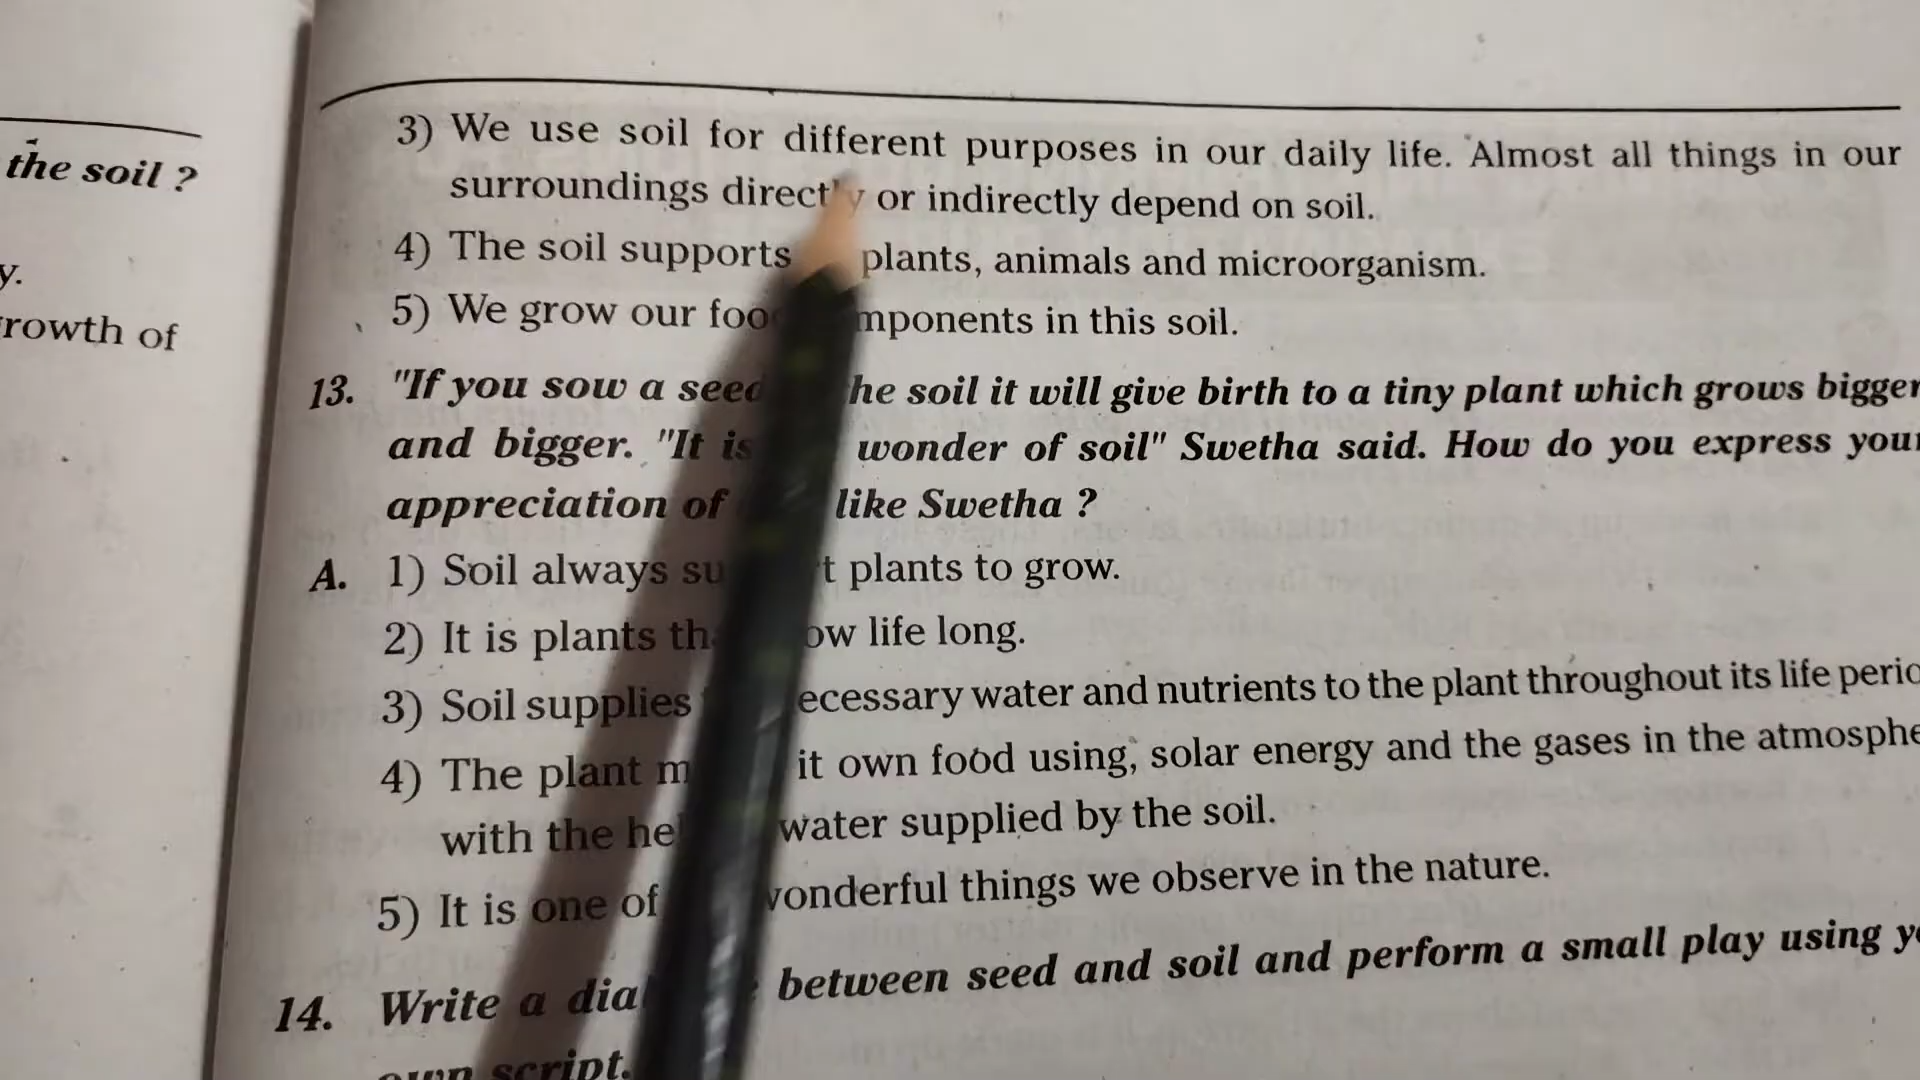 the soil ?
y.
rowth of
3) We use soil for different purposes in our daily life. Almost all things in our
surroundings directly or indirectly depend on soil.
4) The soil supports plants, animals and microorganism.
5) We grow our foo mponents in this soil.
13. "If you sow a seed he soil it will give birth to a tiny plant which grows bigger
and bigger. "It is wonder of soil" Swetha said. How do you express your
appreciation of like Swetha ?
A. 1) Soil always su t plants to grow.
2) It is plants th ow life long.
3) Soil supplies ecessary water and nutrients to the plant throughout its life perio
4) The plant m it own food using, solar energy and the gases in the atmosphe
with the he water supplied by the soil.
5) It is one of wonderful things we observe in the nature.
14. Write a dia between seed and soil and perform a small play using y
own script.